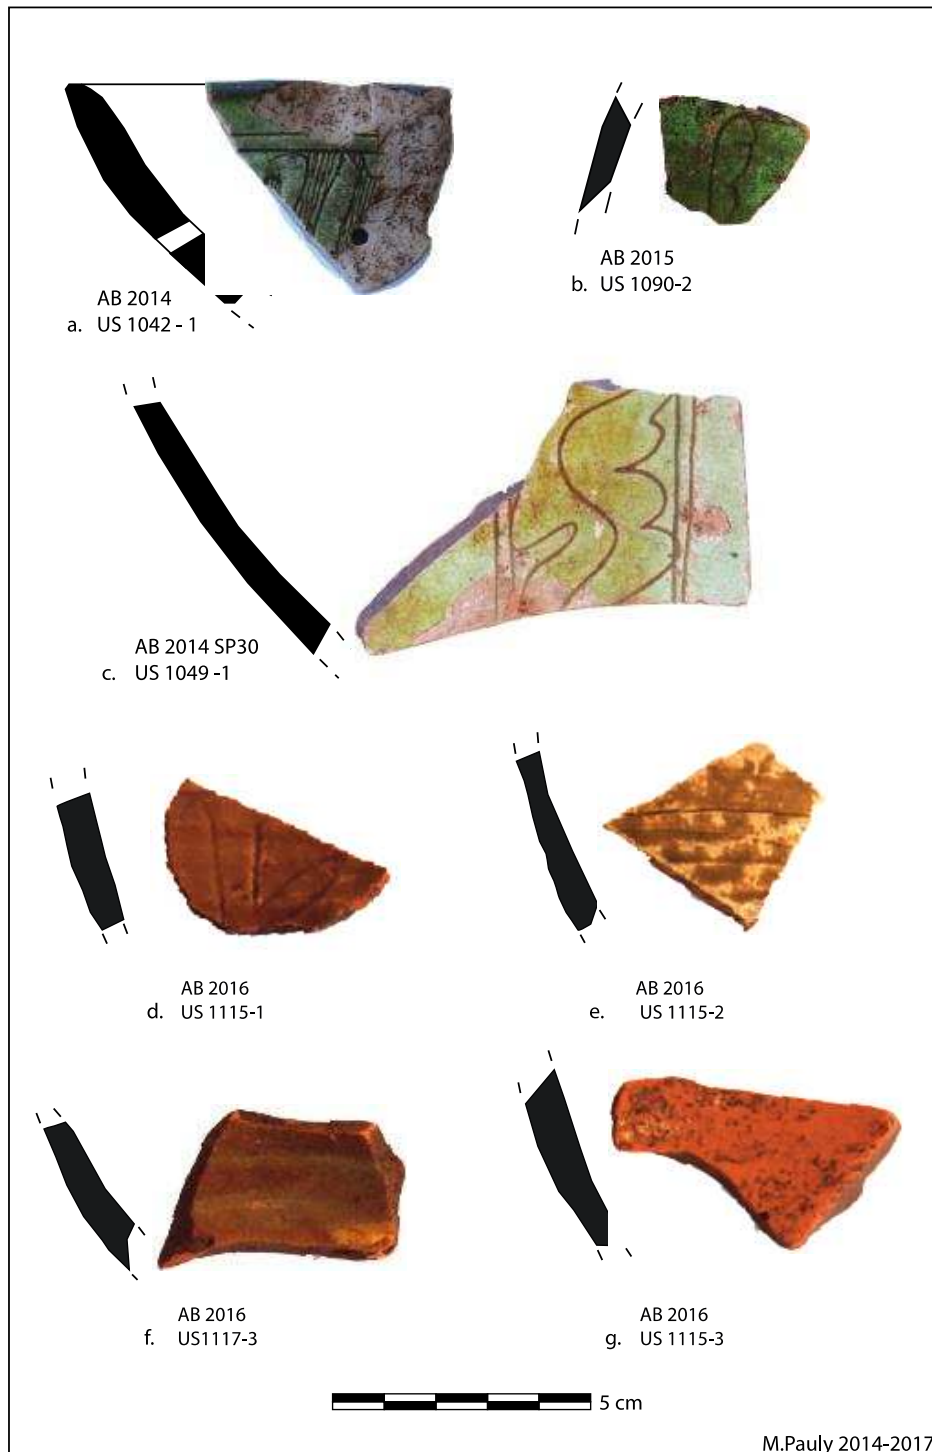 AB 2014
a. US 1042 - 1
AB 2015
b. US 1090-2
AB 2014 SP30
c. US 1049 -1
AB 2016
d. US 1115-1
AB 2016
e. US 1115-2
AB 2016
f. US1117-3
AB 2016
g. US 1115-3
5 cm
M.Pauly 2014-2017